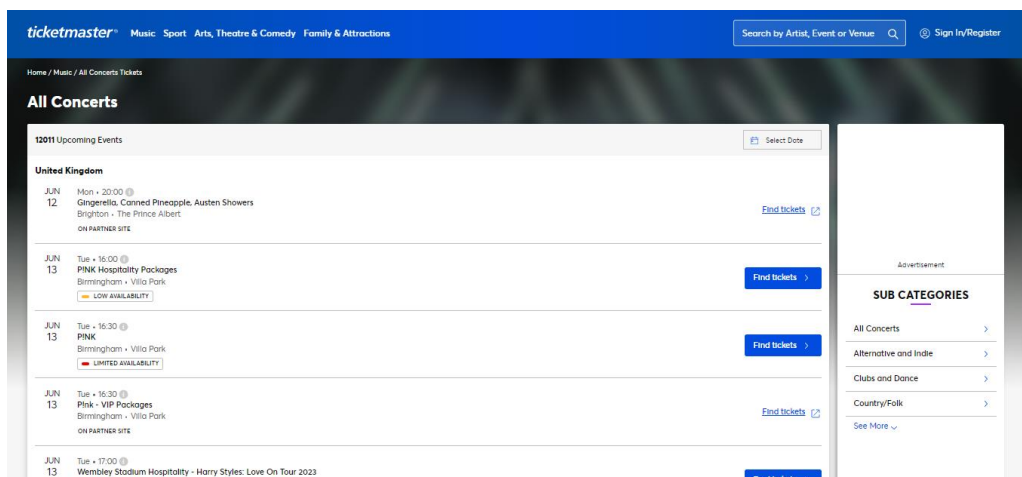 ticketmaster® Music Sport Arts, Theatre & Comedy Family & Attractions Search by Artist, Event or Venue Sign In/Register
Home / Music / All Concerts Tickets
All Concerts
12011 Upcoming Events Select Date
United Kingdom
JUN 12
Mon • 20:00
Gingerella, Canned Pineapple, Austen Showers
Brighton • The Prince Albert
ON PARTNER SITE
Find tickets
JUN 13
Tue • 16:00
P!NK Hospitality Packages
Birmingham • Villa Park
LOW AVAILABILITY
Find tickets
JUN 13
Tue • 16:30
P!NK
Birmingham • Villa Park
LIMITED AVAILABILITY
Find tickets
JUN 13
Tue • 16:30
P!nk - VIP Packages
Birmingham • Villa Park
ON PARTNER SITE
Find tickets
JUN 13
Tue • 17:00
Wembley Stadium Hospitality - Harry Styles: Love On Tour 2023
Advertisement
SUB CATEGORIES
All Concerts
Alternative and Indie
Clubs and Dance
Country/Folk
See More